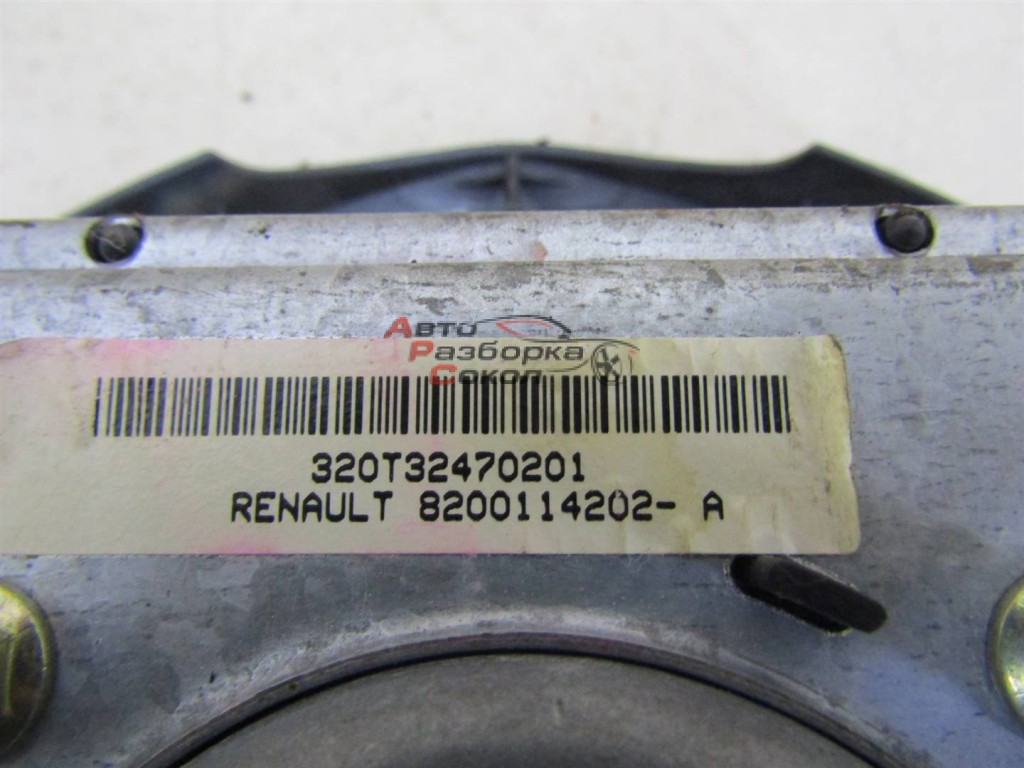 Авто
Разборка
Сокол
320T32470201
RENAULT 8200114202- A